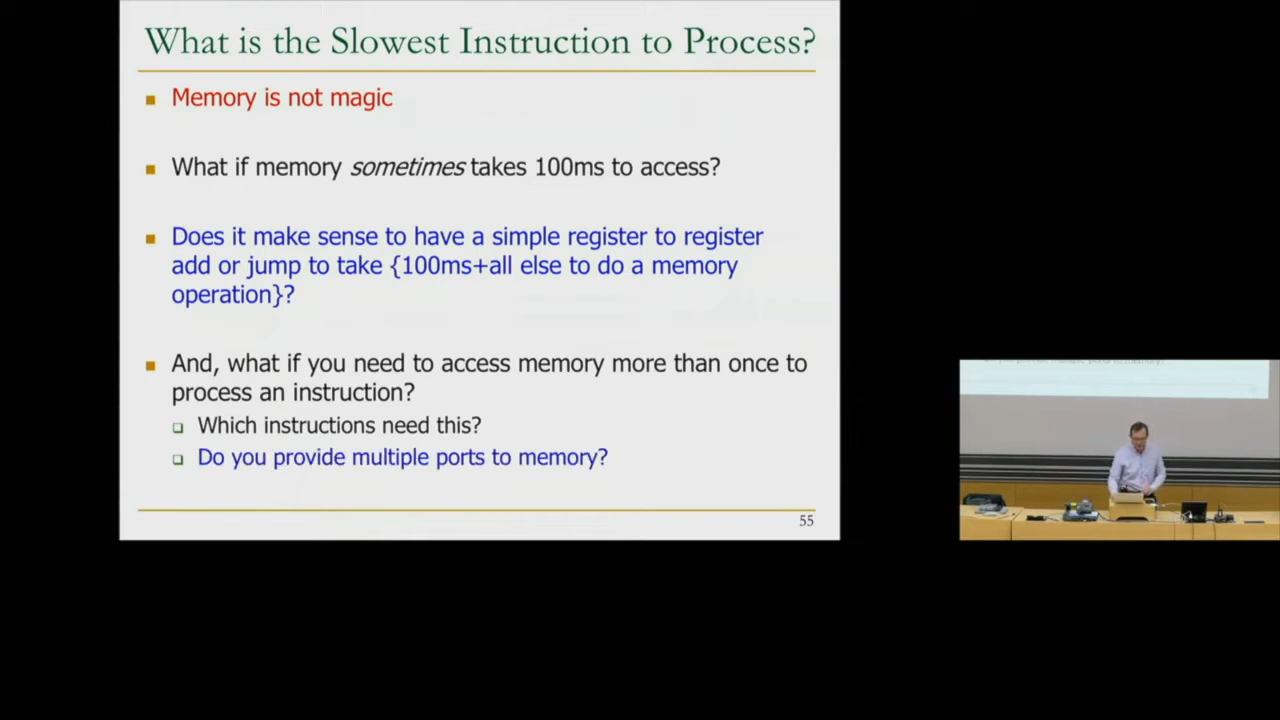 What is the Slowest Instruction to Process?
Memory is not magic
What if memory sometimes takes 100ms to access?
Does it make sense to have a simple register to register
add or jump to take {100ms+all else to do a memory
operation}?
And, what if you need to access memory more than once to
process an instruction?
Which instructions need this?
Do you provide multiple ports to memory?
55